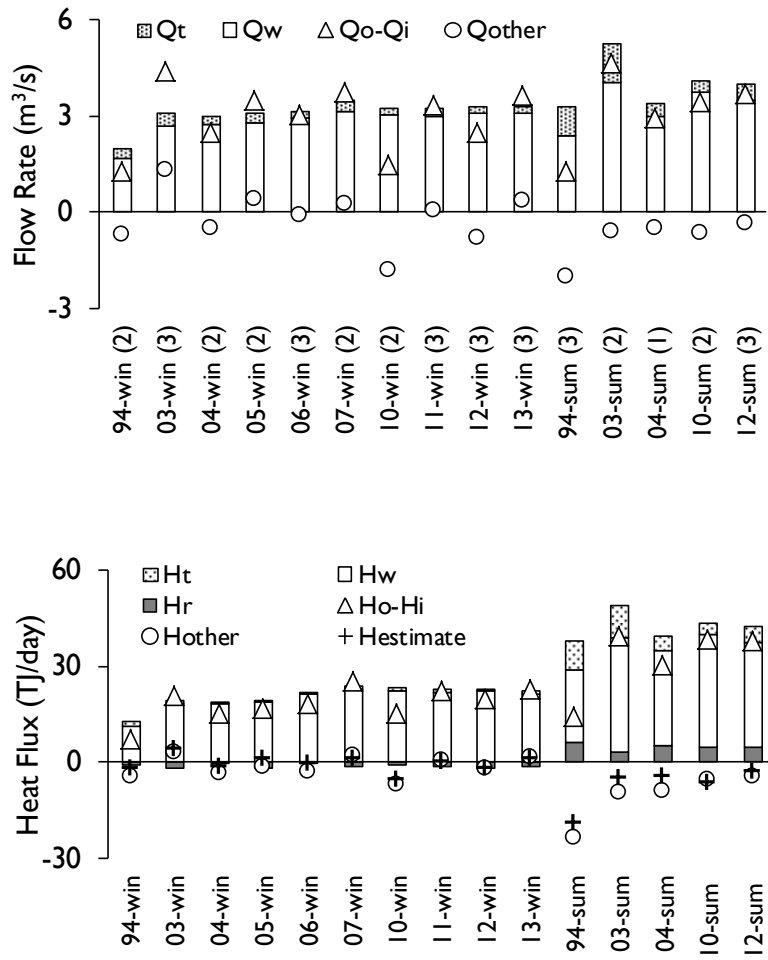 6
Qt Qw Qo-Qi Qother
3
0
-3
Flow Rate (m³/s)
94-win (2)
03-win (3)
04-win (2)
05-win (2)
06-win (3)
07-win (2)
10-win (2)
11-win (3)
12-win (3)
13-win (3)
94-sum (3)
03-sum (2)
04-sum (1)
10-sum (2)
12-sum (3)
60
Ht Hw
Hr Ho-Hi
Hother Hestimate
30
0
-30
Heat Flux (TJ/day)
94-win
03-win
04-win
05-win
06-win
07-win
10-win
11-win
12-win
13-win
94-sum
03-sum
04-sum
10-sum
12-sum